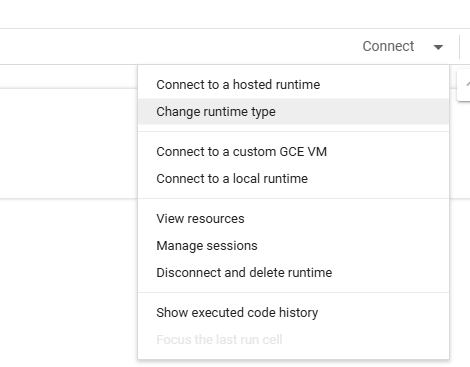 Connect
Connect to a hosted runtime
Change runtime type
Connect to a custom GCE VM
Connect to a local runtime
View resources
Manage sessions
Disconnect and delete runtime
Show executed code history
Focus the last run cell